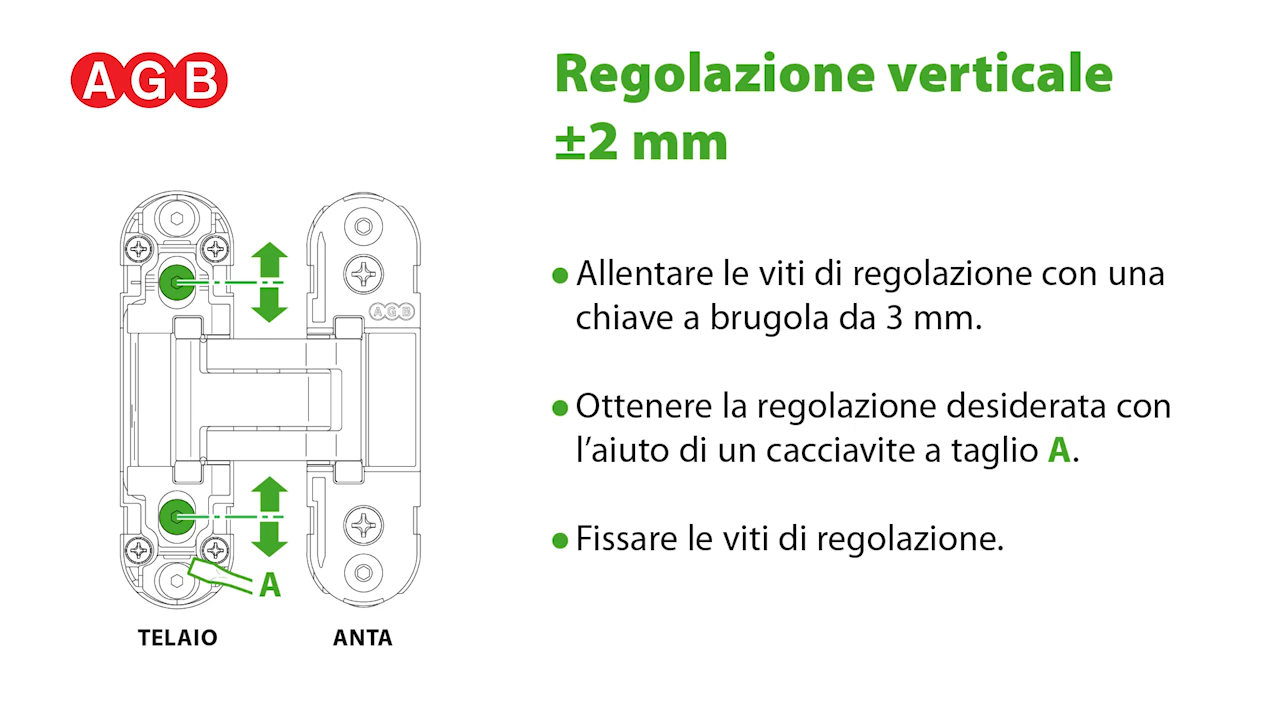 AGB
Regolazione verticale
±2 mm
AGB
Allentare le viti di regolazione con una
chiave a brugola da 3 mm.
Ottenere la regolazione desiderata con
l’aiuto di un cacciavite a taglio A.
Fissare le viti di regolazione.
A
TELAIO
ANTA